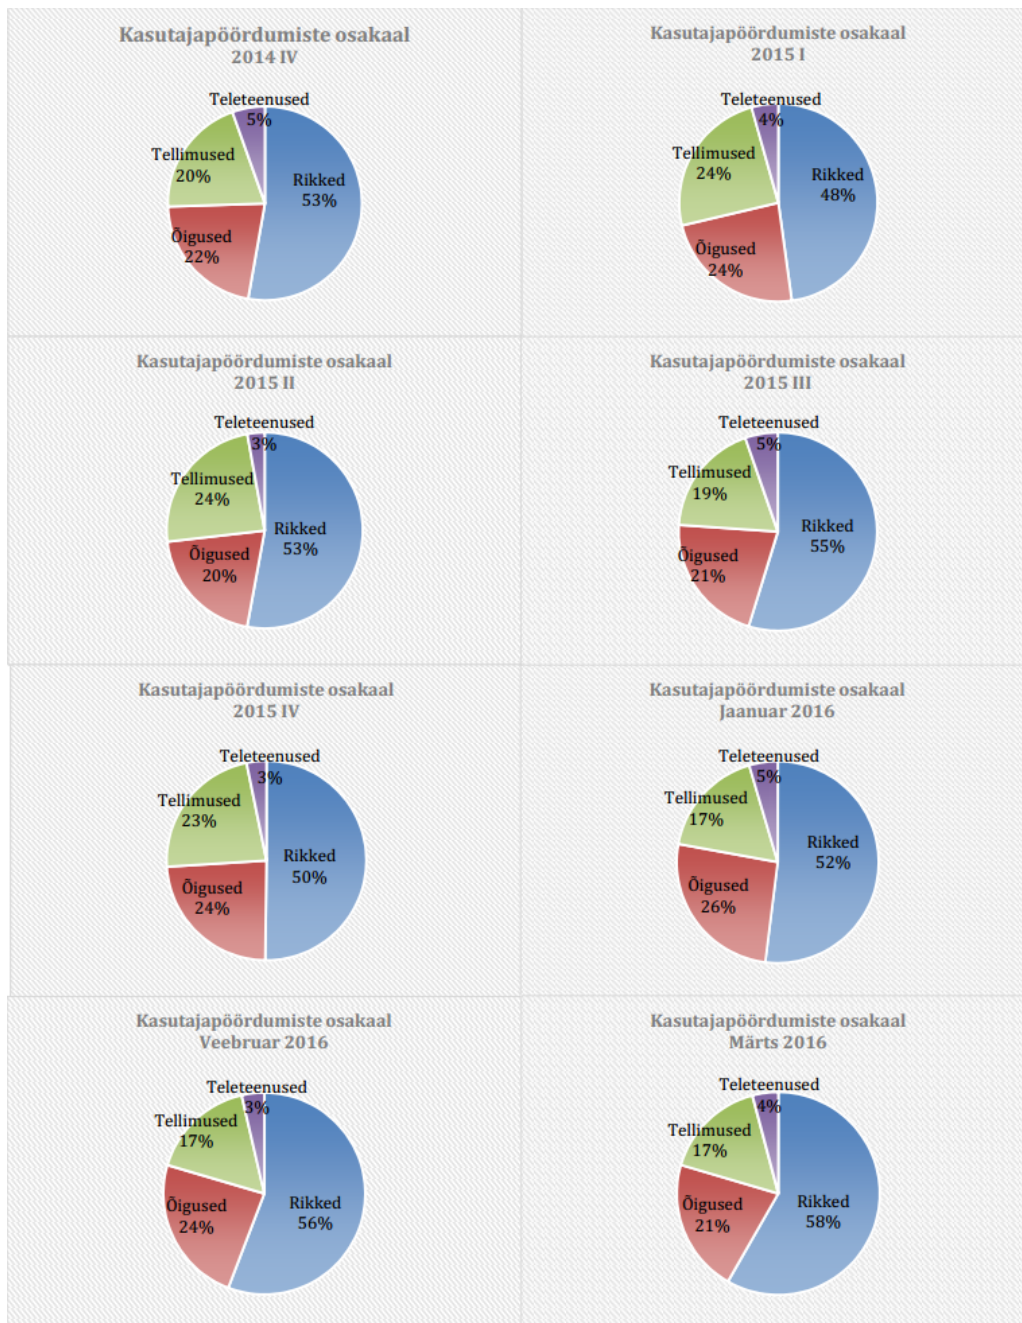 Kasutajapöördumiste osakaal
2014 IV
Teleteenused
5%
Tellimused
20%
Rikked
53%
Õigused
22%
Kasutajapöördumiste osakaal
2015 I
Teleteenused
4%
Tellimused
24%
Rikked
48%
Õigused
24%
Kasutajapöördumiste osakaal
2015 II
Teleteenused
3%
Tellimused
24%
Rikked
53%
Õigused
20%
Kasutajapöördumiste osakaal
2015 III
Teleteenused
5%
Tellimused
19%
Rikked
55%
Õigused
21%
Kasutajapöördumiste osakaal
2015 IV
Teleteenused
3%
Tellimused
23%
Rikked
50%
Õigused
24%
Kasutajapöördumiste osakaal
Jaanuar 2016
Teleteenused
5%
Tellimused
17%
Rikked
52%
Õigused
26%
Kasutajapöördumiste osakaal
Veebruar 2016
Teleteenused
3%
Tellimused
17%
Rikked
56%
Õigused
24%
Kasutajapöördumiste osakaal
Märts 2016
Teleteenused
4%
Tellimused
17%
Rikked
58%
Õigused
21%